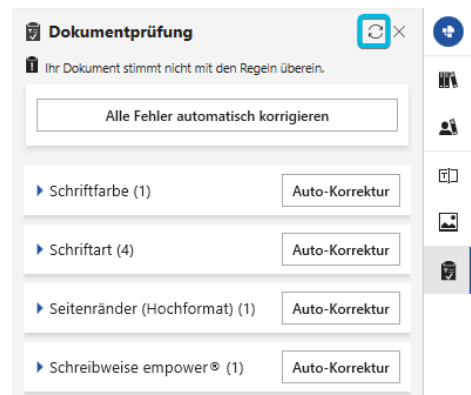 Dokumentprüfung
Ihr Dokument stimmt nicht mit den Regeln überein.
Alle Fehler automatisch korrigieren
Schriftfarbe (1) Auto-Korrektur
Schriftart (4) Auto-Korrektur
Seitenränder (Hochformat) (1) Auto-Korrektur
Schreibweise empower® (1) Auto-Korrektur